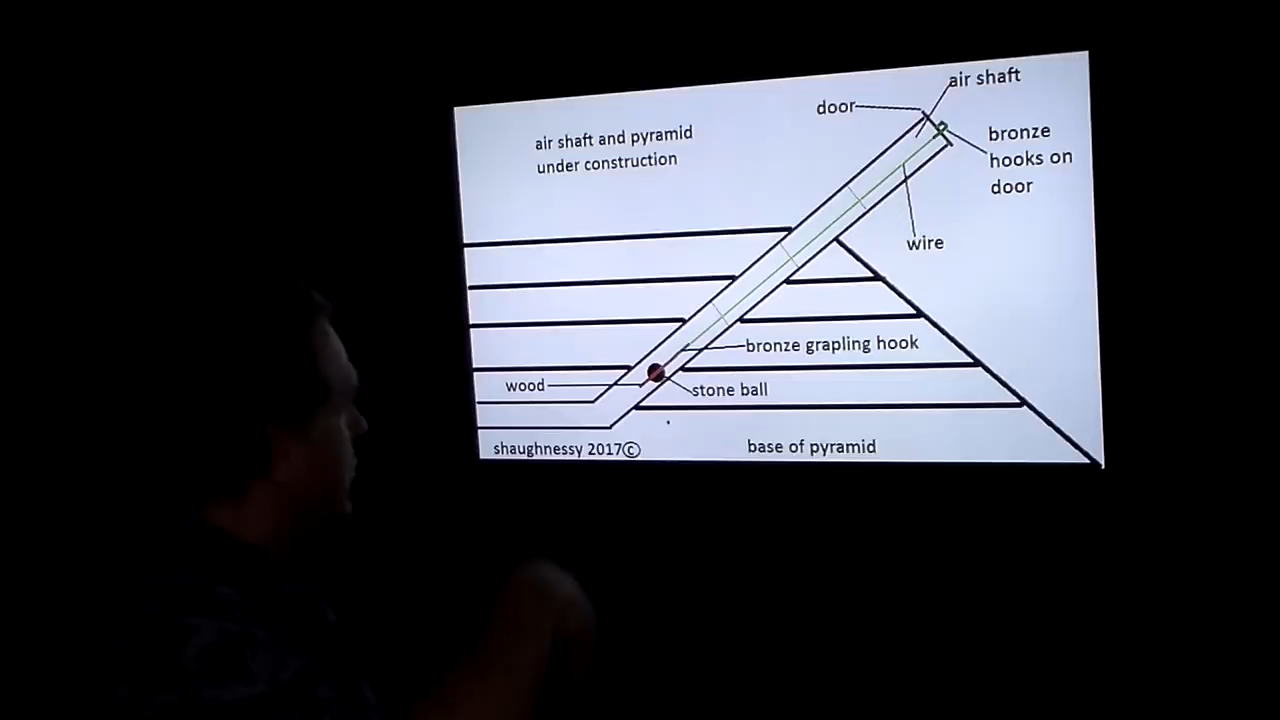 air shaft
door
air shaft and pyramid
under construction
bronze
hooks on
door
wire
bronze grapling hook
wood
stone ball
shaughnessy 2017©
base of pyramid